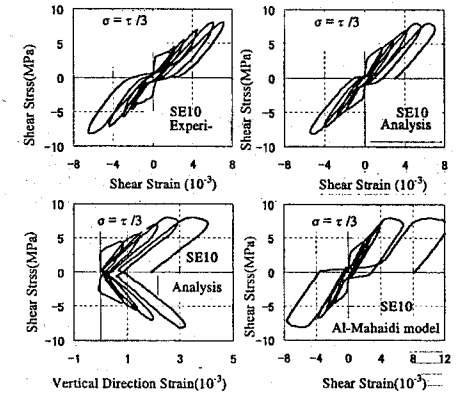 10
σ = τ /3
5
0
−5
−10
SE10
Experi-
−8 −4 0 4 8
Shear Strss(MPa)
Shear Strain (10-3)
10
σ = τ /3
5
0
−5
−10
SE10
Analysis
−8 −4 0 4 8
Shear Strss(MPa)
Shear Strain (10-3)
10
σ = τ /3
5
0
−5
−10
SE10
Analysis
−1 1 3 5
Shear Strss(MPa)
Vertical Direction Strain(10-3)
10
σ = τ /3
5
0
−5
−10
SE10
Al-Mahaidi model
−8 −4 0 4 8 12
Shear Strss(MPa)
Shear Strain(10-3)